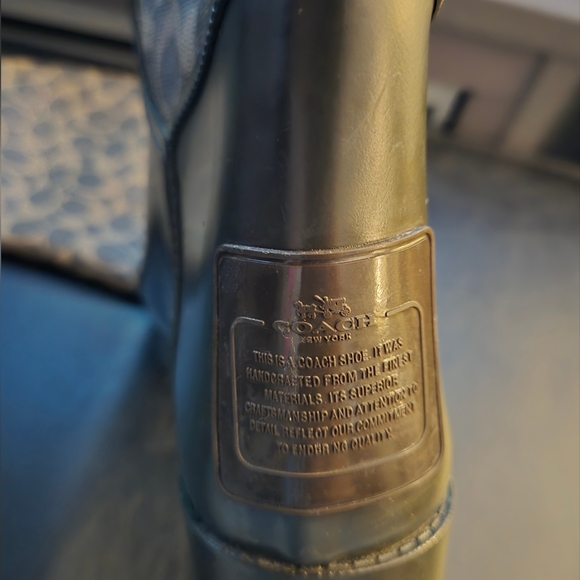 COACH
NEW YORK
THIS IS A COACH SHOE. IT WAS
HANDCRAFTED FROM THE FINEST
MATERIALS. ITS SUPERIOR
CRAFTSMANSHIP AND ATTENTION TO
DETAIL REFLECT OUR COMMITMENT
TO ENDURING QUALITY.